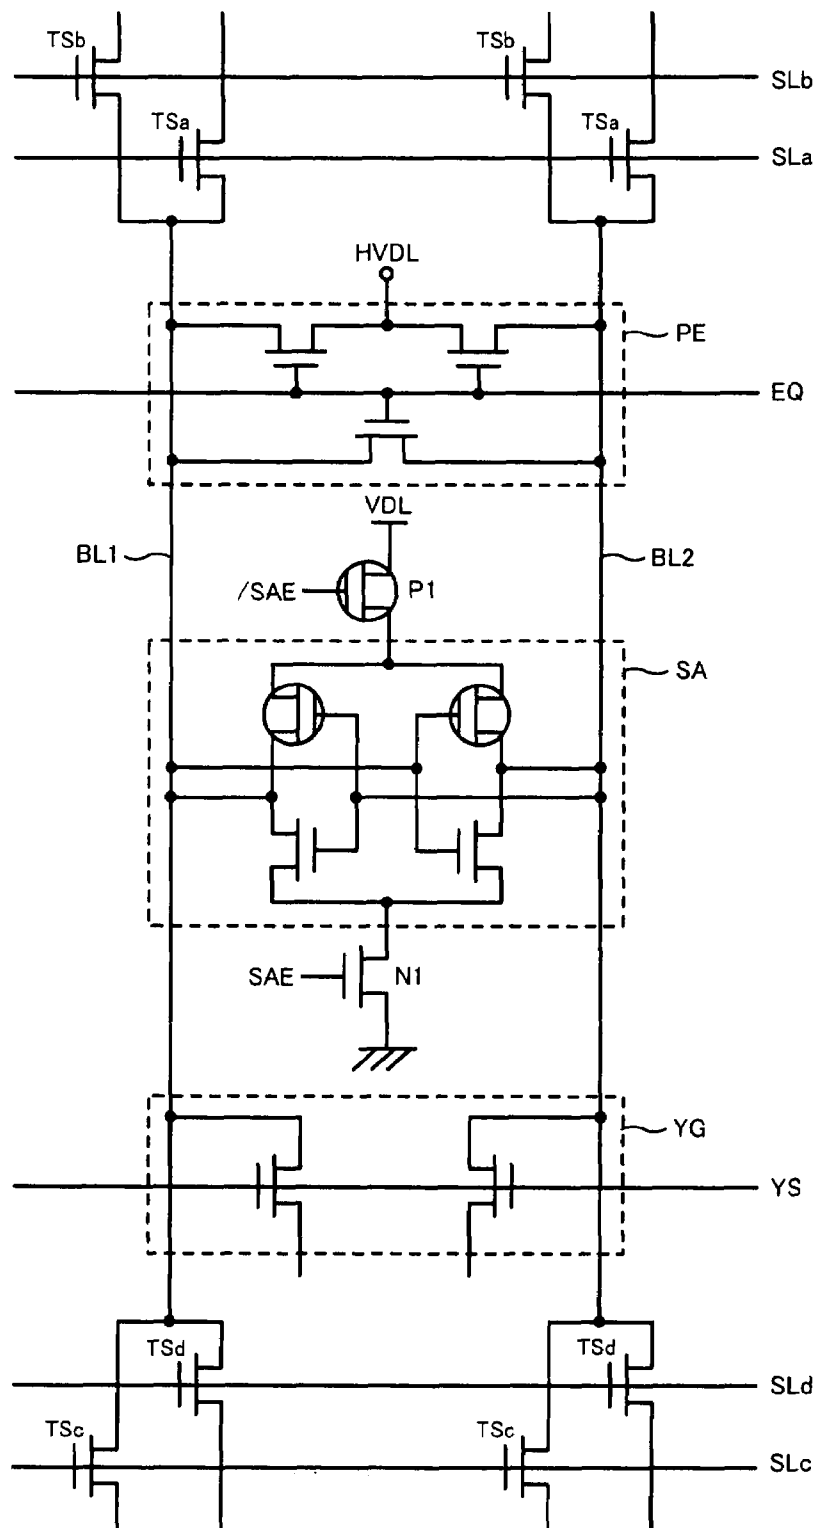 TSb
TSb
SLb
TSa
TSa
SLa
HVDL
PE
EQ
VDL
BL1
BL2
/SAE
P1
SA
SAE
N1
YG
YS
TSd
TSd
SLd
TSc
TSc
SLc